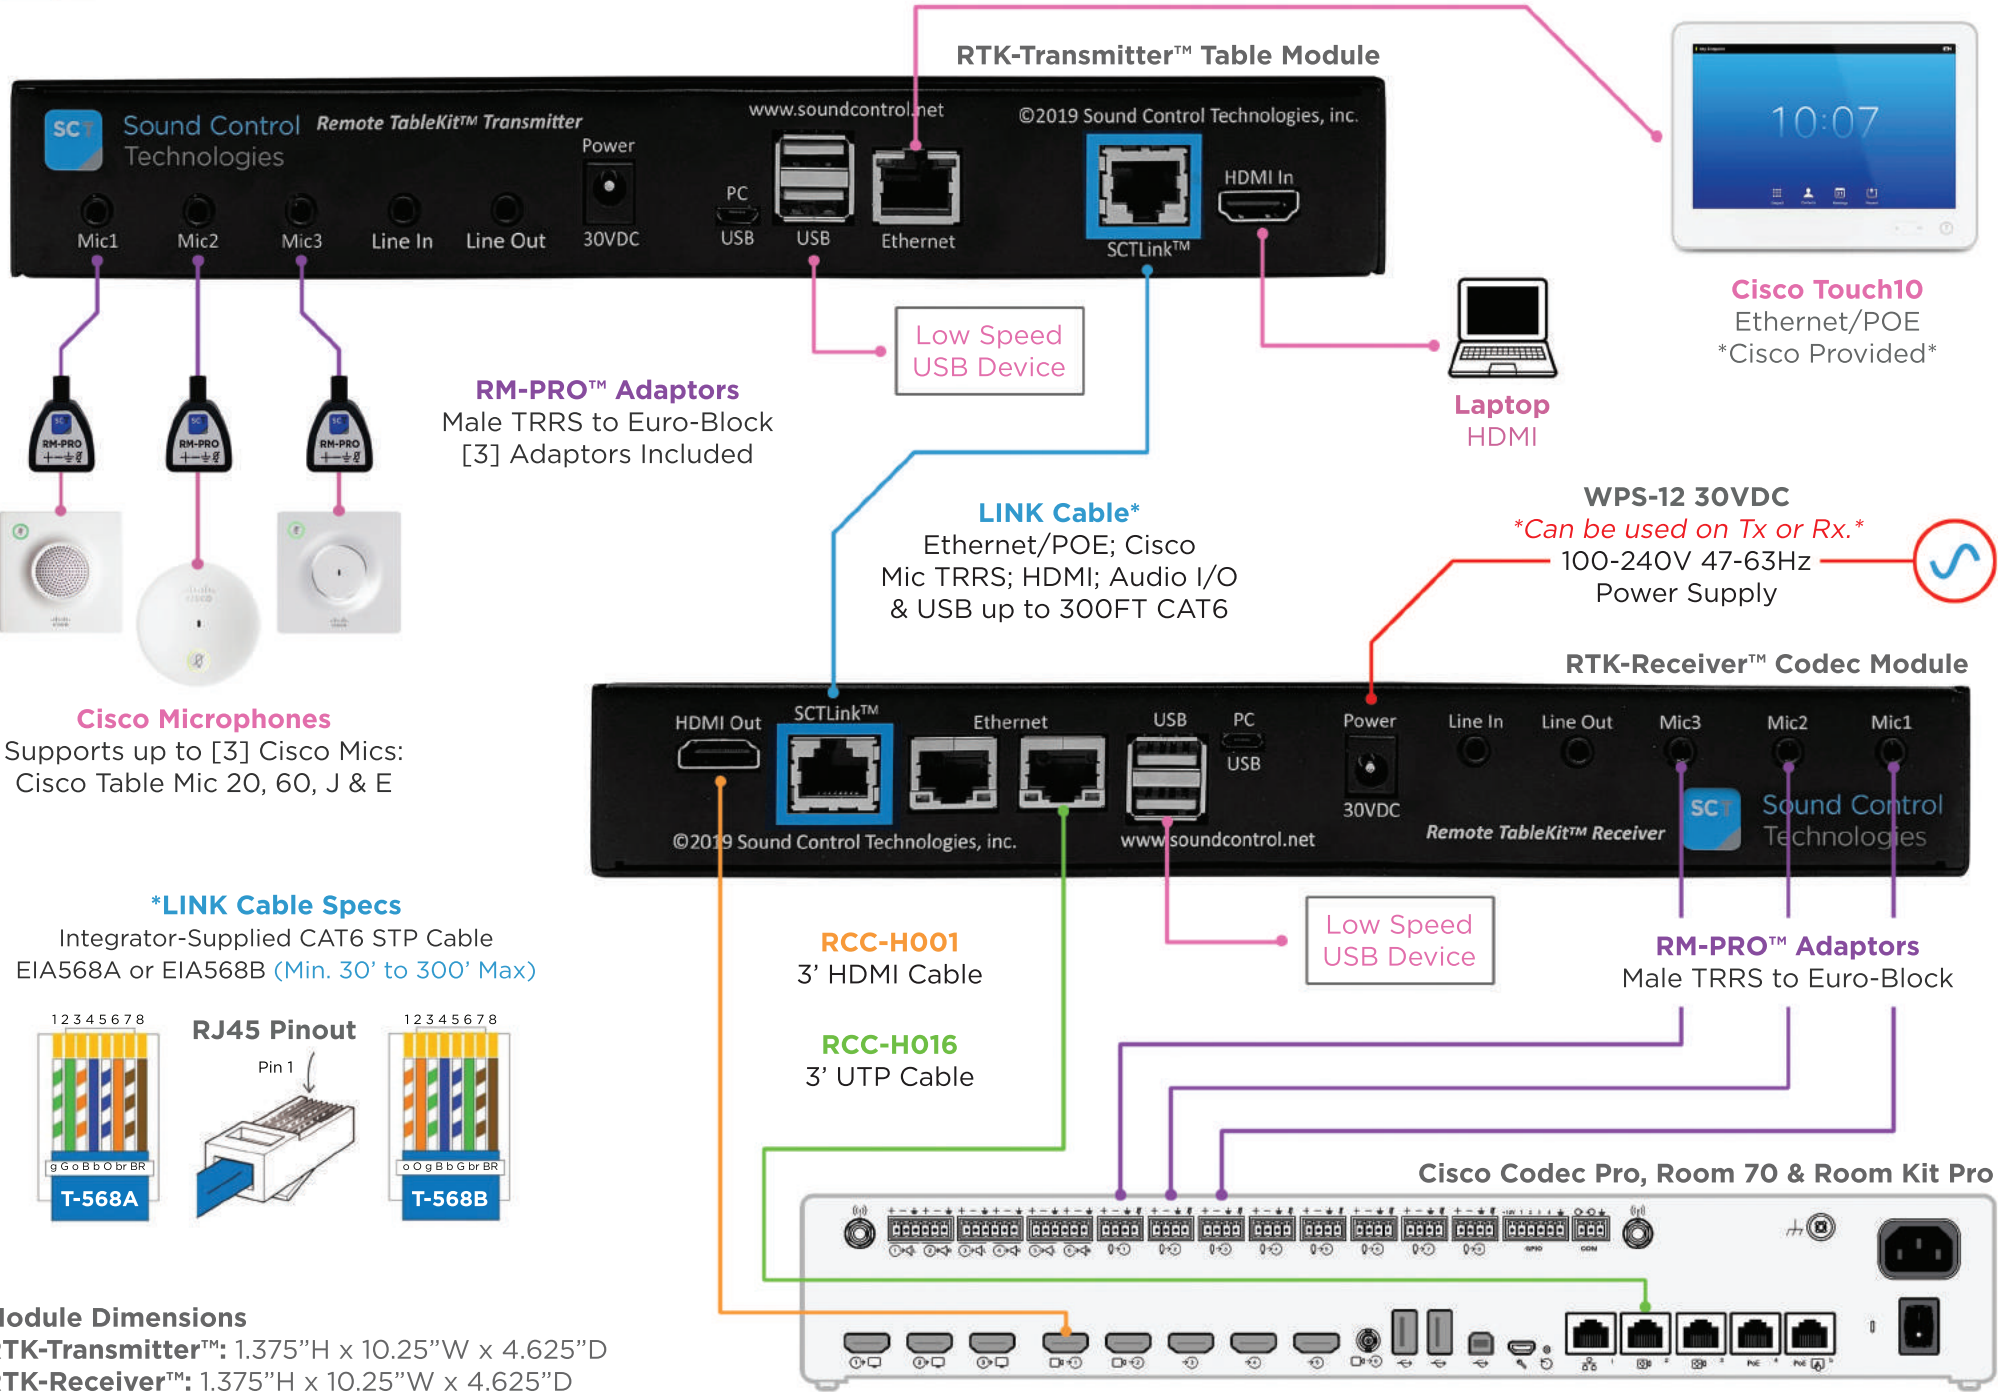 RTK-Transmitter™ Table Module
SCT
Sound Control
Technologies
Remote TableKit™ Transmitter
www.soundcontrol.net
©2019 Sound Control Technologies, inc.
Power
30VDC
PC
USB
USB
Ethernet
SCTLink™
HDMI In
Mic1
Mic2
Mic3
Line In
Line Out
10:07
Cisco Touch10
Ethernet/POE
*Cisco Provided*
Low Speed
USB Device
Laptop
HDMI
RM-PRO™ Adaptors
Male TRRS to Euro-Block
[3] Adaptors Included
SC
RM-PRO
SC
RM-PRO
SC
RM-PRO
cisco
Cisco Microphones
Supports up to [3] Cisco Mics:
Cisco Table Mic 20, 60, J & E
LINK Cable*
Ethernet/POE; Cisco
Mic TRRS; HDMI; Audio I/O
& USB up to 300FT CAT6
WPS-12 30VDC
*Can be used on Tx or Rx.*
100-240V 47-63Hz
Power Supply
RTK-Receiver™ Codec Module
HDMI Out
SCTLink™
Ethernet
USB
PC
USB
Power
30VDC
Line In
Line Out
Mic3
Mic2
Mic1
©2019 Sound Control Technologies, inc.
www.soundcontrol.net
Remote TableKit™ Receiver
SCT
Sound Control
Technologies
*LINK Cable Specs
Integrator-Supplied CAT6 STP Cable
EIA568A or EIA568B (Min. 30’ to 300’ Max)
1 2 3 4 5 6 7 8
g G o B b O br BR
T-568A
RJ45 Pinout
Pin 1
1 2 3 4 5 6 7 8
o O g B b G br BR
T-568B
RCC-H001
3’ HDMI Cable
RCC-H016
3’ UTP Cable
Low Speed
USB Device
RM-PRO™ Adaptors
Male TRRS to Euro-Block
Cisco Codec Pro, Room 70 & Room Kit Pro
GPIO
COM
PoE
PoE
Module Dimensions
RTK-Transmitter™: 1.375”H x 10.25”W x 4.625”D
RTK-Receiver™: 1.375”H x 10.25”W x 4.625”D